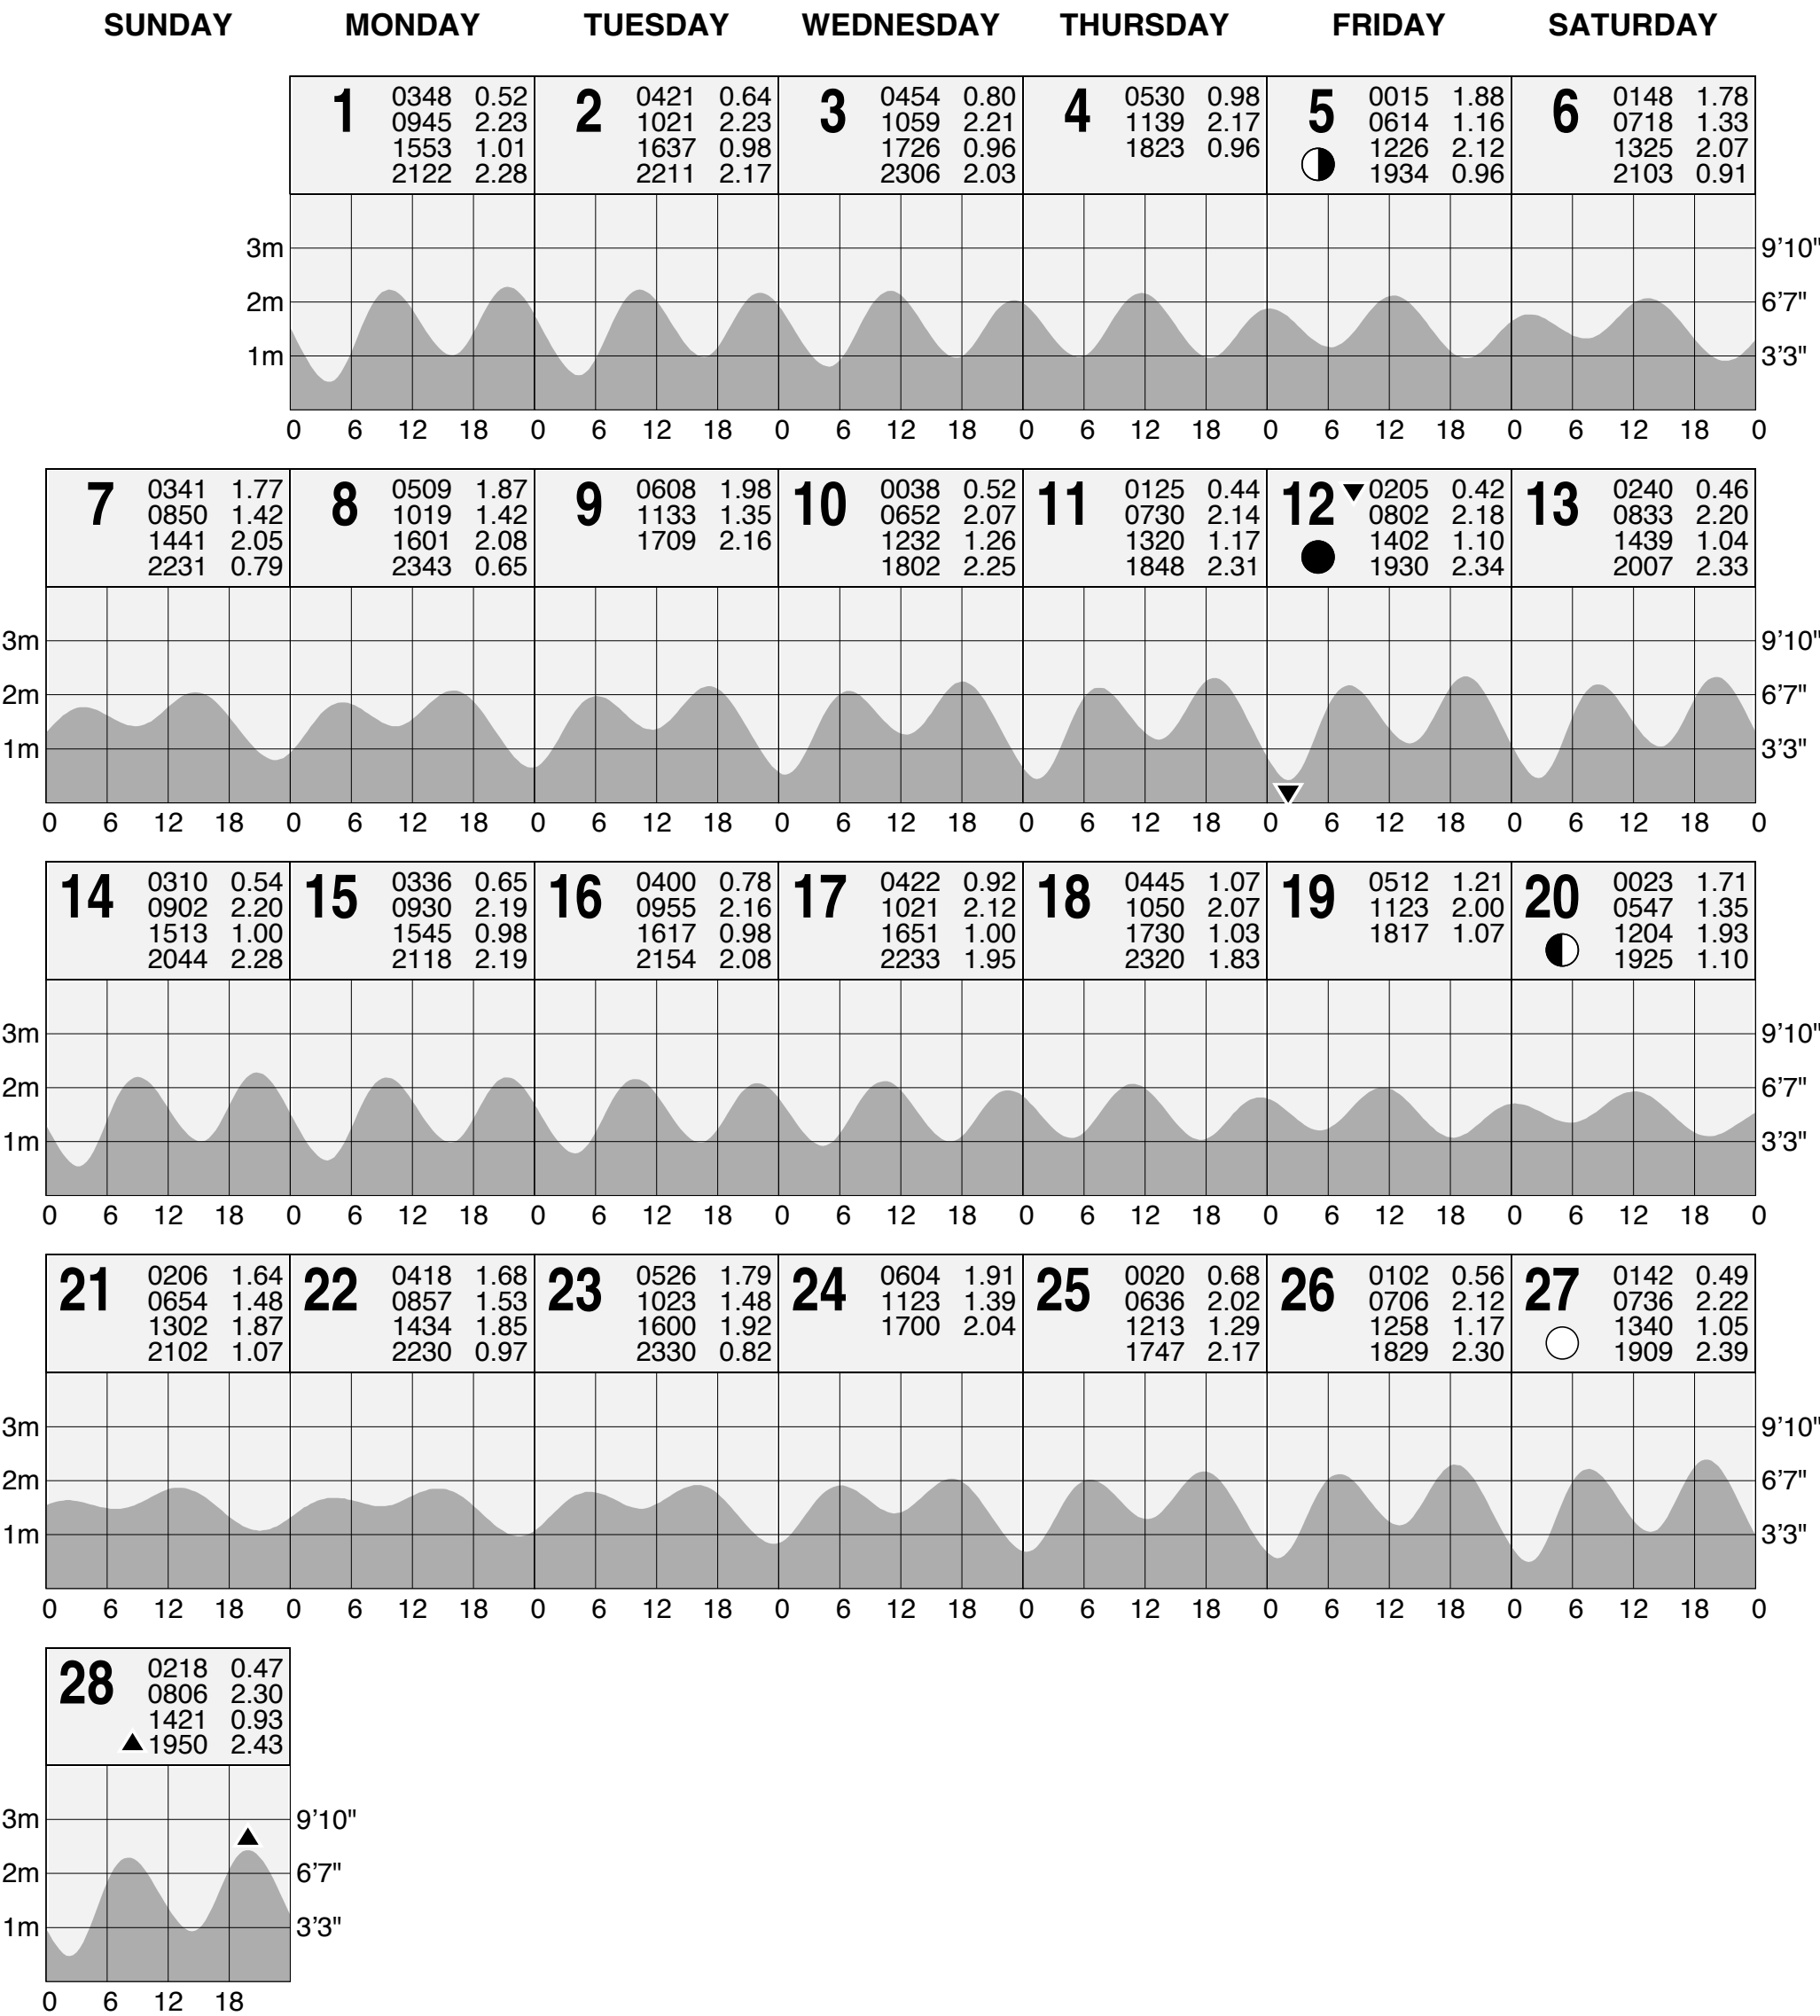 SUNDAY MONDAY TUESDAY WEDNESDAY THURSDAY FRIDAY SATURDAY
1 0348 0.52
0945 2.23
1553 1.01
2122 2.28
2 0421 0.64
1021 2.23
1637 0.98
2211 2.17
3 0454 0.80
1059 2.21
1726 0.96
2306 2.03
4 0530 0.98
1139 2.17
1823 0.96
5 0015 1.88
0614 1.16
1226 2.12
1934 0.96
6 0148 1.78
0718 1.33
1325 2.07
2103 0.91
3m 9'10"
2m 6'7"
1m 3'3"
0 6 12 18 0 6 12 18 0 6 12 18 0 6 12 18 0 6 12 18 0 6 12 18 0
7 0341 1.77
0850 1.42
1441 2.05
2231 0.79
8 0509 1.87
1019 1.42
1601 2.08
2343 0.65
9 0608 1.98
1133 1.35
1709 2.16
10 0038 0.52
0652 2.07
1232 1.26
1802 2.25
11 0125 0.44
0730 2.14
1320 1.17
1848 2.31
12 0205 0.42
0802 2.18
1402 1.10
1930 2.34
13 0240 0.46
0833 2.20
1439 1.04
2007 2.33
3m 9'10"
2m 6'7"
1m 3'3"
0 6 12 18 0 6 12 18 0 6 12 18 0 6 12 18 0 6 12 18 0 6 12 18 0 6 12 18 0
14 0310 0.54
0902 2.20
1513 1.00
2044 2.28
15 0336 0.65
0930 2.19
1545 0.98
2118 2.19
16 0400 0.78
0955 2.16
1617 0.98
2154 2.08
17 0422 0.92
1021 2.12
1651 1.00
2233 1.95
18 0445 1.07
1050 2.07
1730 1.03
2320 1.83
19 0512 1.21
1123 2.00
1817 1.07
20 0023 1.71
0547 1.35
1204 1.93
1925 1.10
3m 9'10"
2m 6'7"
1m 3'3"
0 6 12 18 0 6 12 18 0 6 12 18 0 6 12 18 0 6 12 18 0 6 12 18 0 6 12 18 0
21 0206 1.64
0654 1.48
1302 1.87
2102 1.07
22 0418 1.68
0857 1.53
1434 1.85
2230 0.97
23 0526 1.79
1023 1.48
1600 1.92
2330 0.82
24 0604 1.91
1123 1.39
1700 2.04
25 0020 0.68
0636 2.02
1213 1.29
1747 2.17
26 0102 0.56
0706 2.12
1258 1.17
1829 2.30
27 0142 0.49
0736 2.22
1340 1.05
1909 2.39
3m 9'10"
2m 6'7"
1m 3'3"
0 6 12 18 0 6 12 18 0 6 12 18 0 6 12 18 0 6 12 18 0 6 12 18 0 6 12 18 0
28 0218 0.47
0806 2.30
1421 0.93
1950 2.43
3m 9'10"
2m 6'7"
1m 3'3"
0 6 12 18